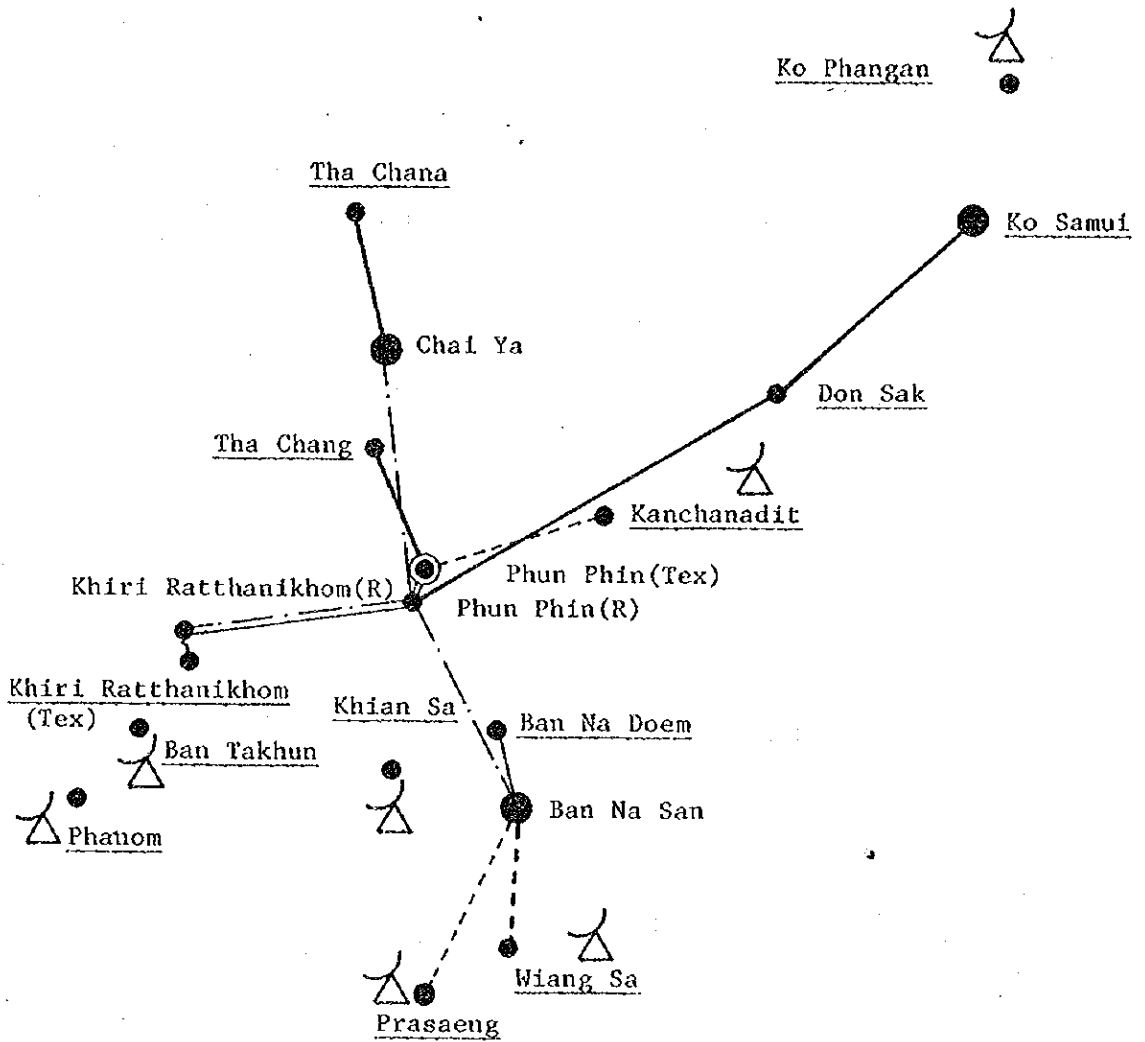 Ko Phangan
Tha Chana
Ko Samui
Chai Ya
Don Sak
Tha Chang
Kanchanadit
Phun Phin(Tex)
Khiri Ratthanikhom(R)
Phun Phin(R)
Khiri Ratthanikhom
(Tex)
Khian Sa
Ban Na Doem
Ban Takhun
Ban Na San
Phanom
Wiang Sa
Prasaeng